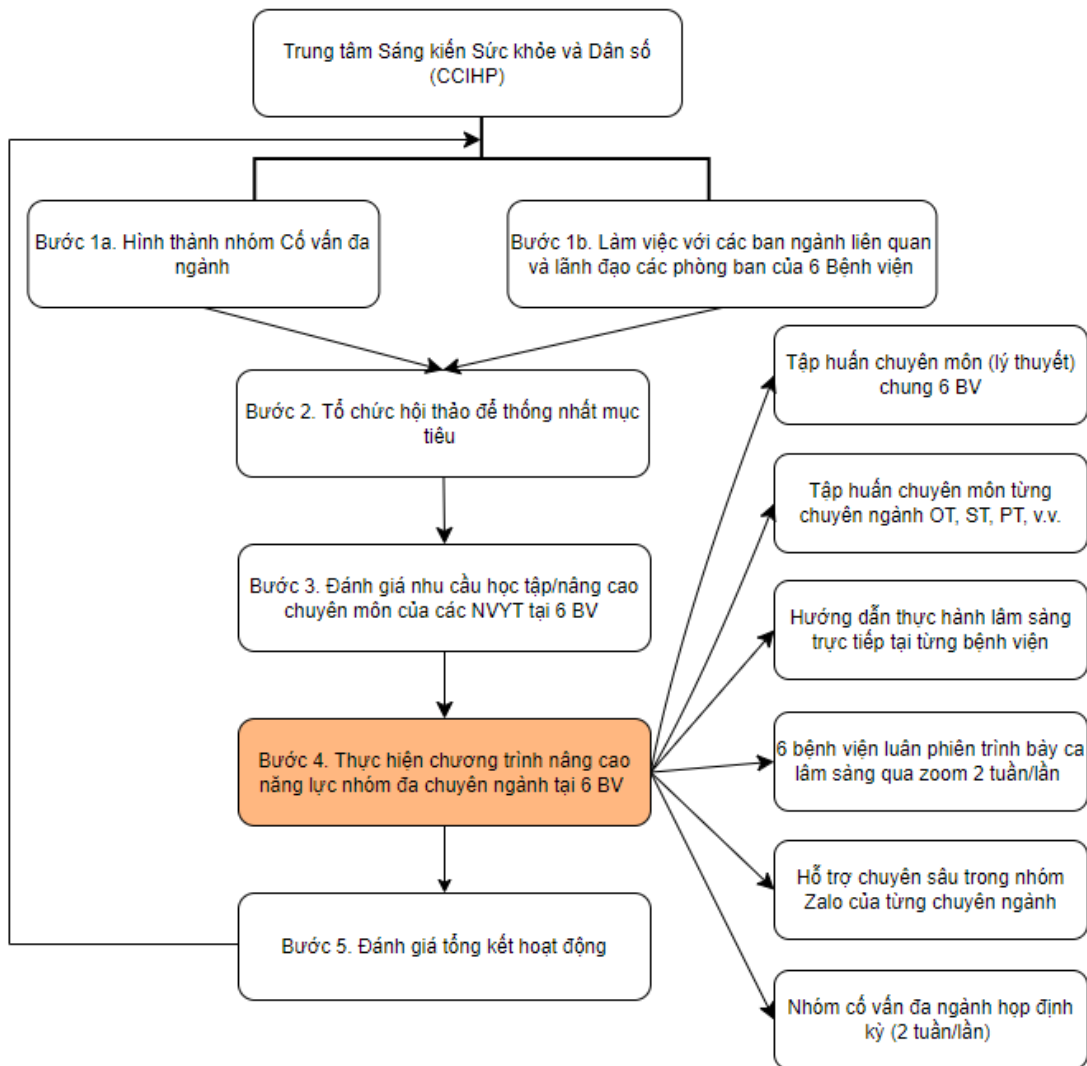 Trung tâm Sáng kiến Sức khỏe và Dân số
(CCIHP)
Bước 1a. Hình thành nhóm Cố vấn đa
ngành
Bước 1b. Làm việc với các ban ngành liên quan
và lãnh đạo các phòng ban của 6 Bệnh viện
Bước 2. Tổ chức hội thảo để thống nhất mục
tiêu
Bước 3. Đánh giá nhu cầu học tập/nâng cao
chuyên môn của các NVYT tại 6 BV
Bước 4. Thực hiện chương trình nâng cao
năng lực nhóm đa chuyên ngành tại 6 BV
Bước 5. Đánh giá tổng kết hoạt động
Tập huấn chuyên môn (lý thuyết)
chung 6 BV
Tập huấn chuyên môn từng
chuyên ngành OT, ST, PT, v.v.
Hướng dẫn thực hành lâm sàng
trực tiếp tại từng bệnh viện
6 bệnh viện luân phiên trình bày ca
lâm sàng qua zoom 2 tuần/lần
Hỗ trợ chuyên sâu trong nhóm
Zalo của từng chuyên ngành
Nhóm cố vấn đa ngành họp định
kỳ (2 tuần/lần)